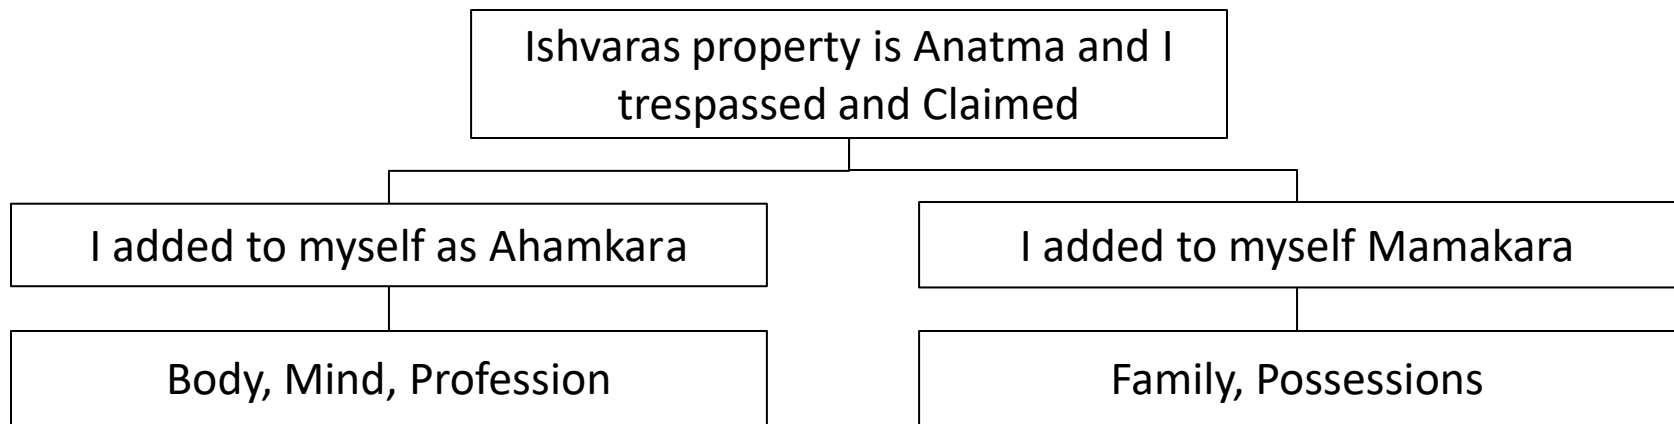 Ishvaras property is Anatma and I
trespassed and Claimed
I added to myself as Ahamkara
I added to myself Mamakara
Body, Mind, Profession
Family, Possessions